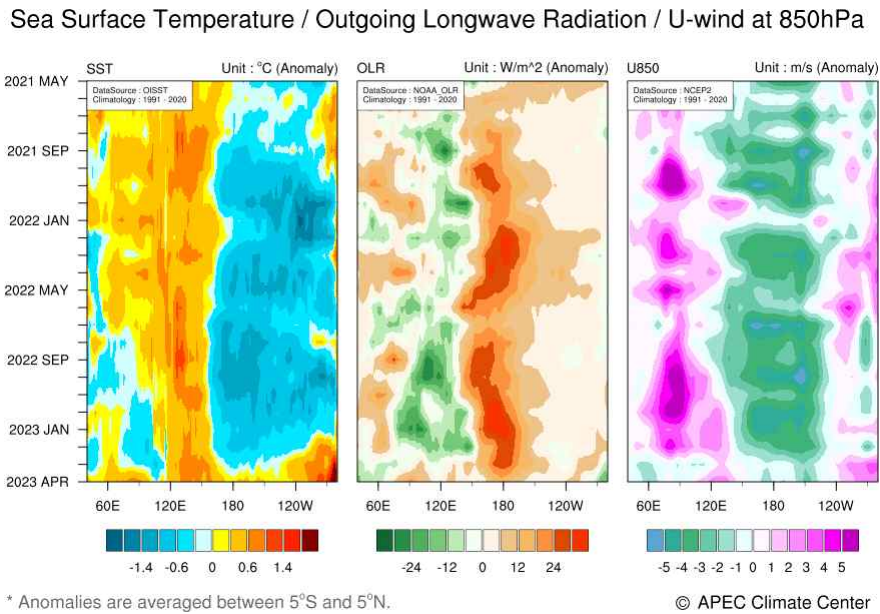 Sea Surface Temperature / Outgoing Longwave Radiation / U-wind at 850hPa
SST Unit : °C (Anomaly)
DataSource : OISST
Climatology : 1991 - 2020
OLR Unit : W/m^2 (Anomaly)
DataSource : NOAA_OLR
Climatology : 1991 - 2020
U850 Unit : m/s (Anomaly)
DataSource : NCEP2
Climatology : 1991 - 2020
2021 MAY
2021 SEP
2022 JAN
2022 MAY
2022 SEP
2023 JAN
2023 APR
60E 120E 180 120W
60E 120E 180 120W
60E 120E 180 120W
-1.4 -0.6 0 0.6 1.4
-24 -12 0 12 24
-5 -4 -3 -2 -1 0 1 2 3 4 5
* Anomalies are averaged between 5°S and 5°N.
© APEC Climate Center